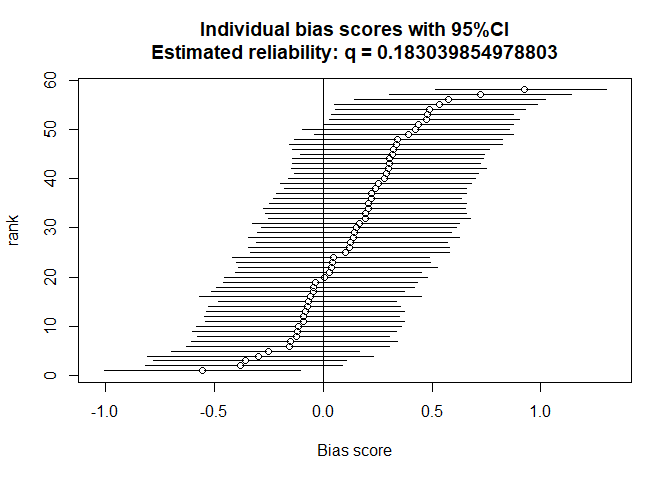 Individual bias scores with 95%CI
Estimated reliability: q = 0.183039854978803
60
50
40
30
20
10
0
rank
-1.0 -0.5 0.0 0.5 1.0
Bias score